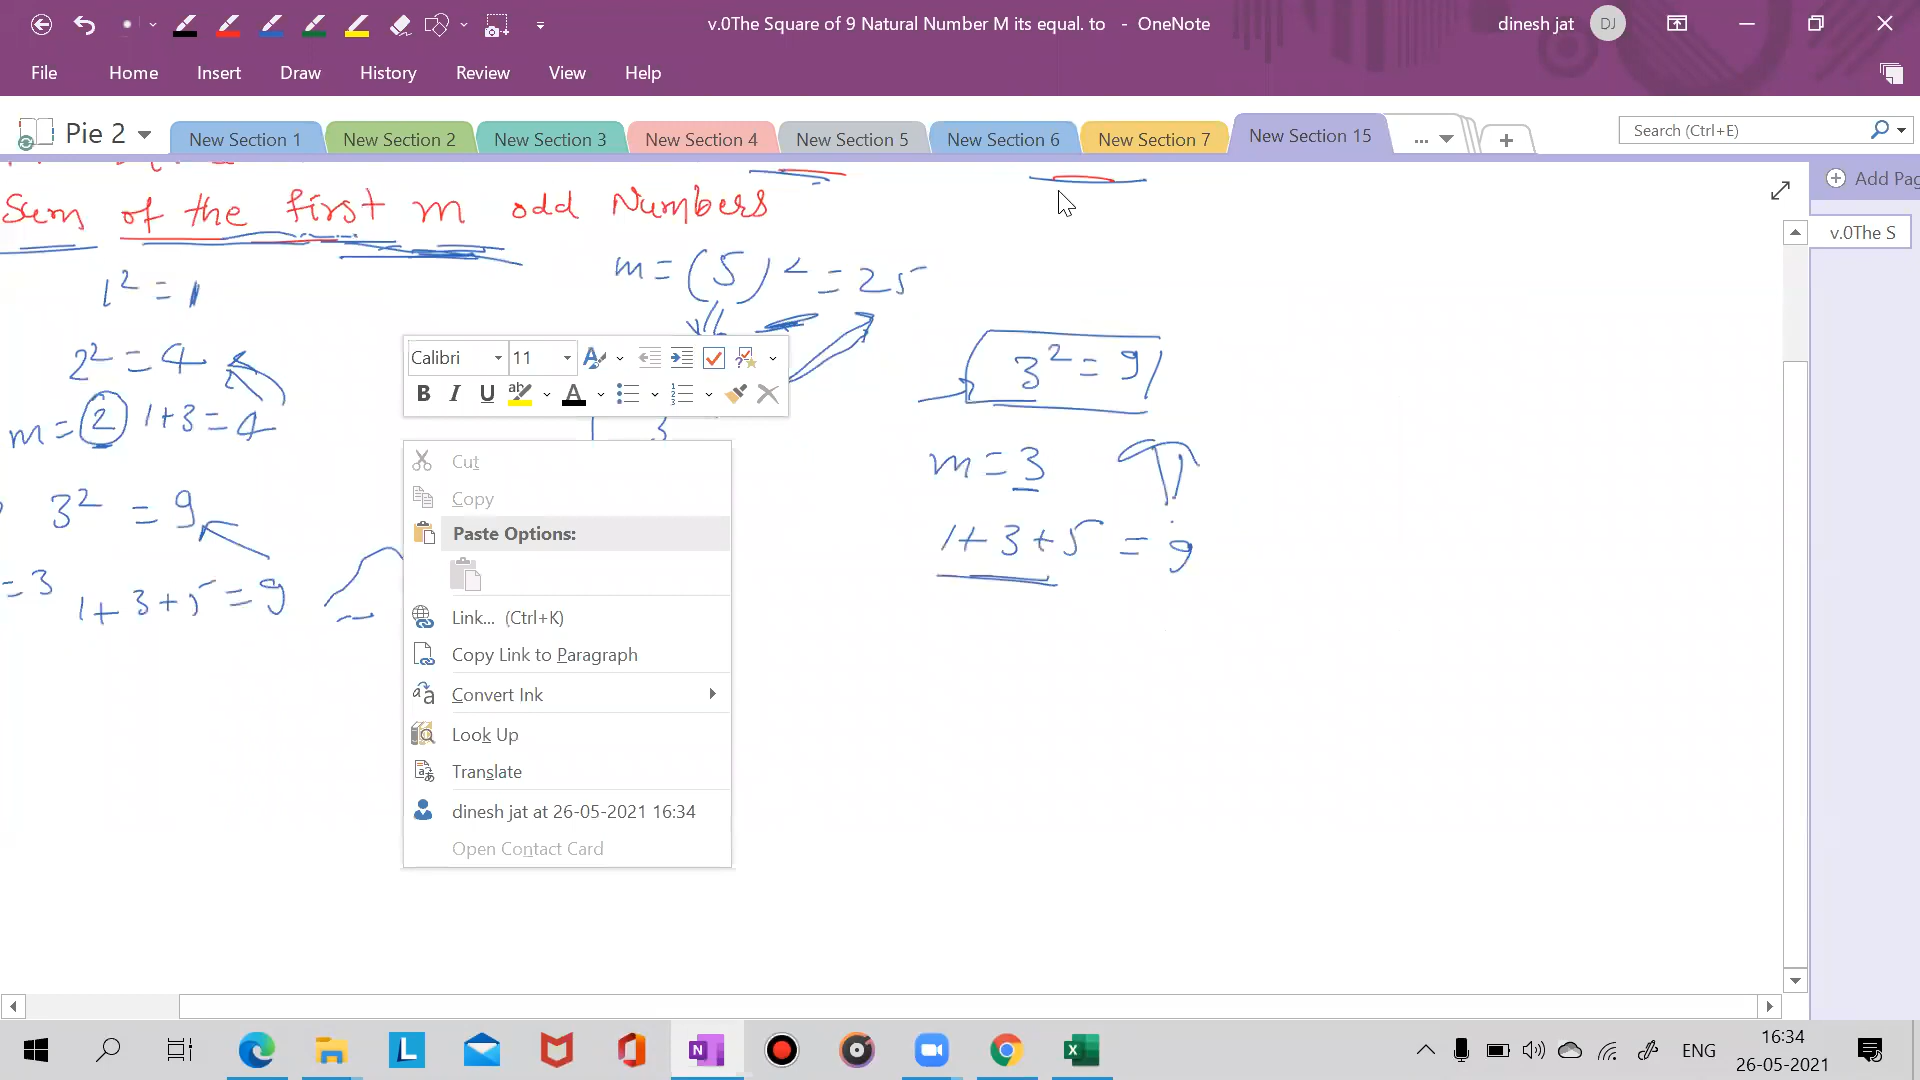 v.0The Square of 9 Natural Number M its equal. to - OneNote
dinesh jat
DJ
File
Home
Insert
Draw
History
Review
View
Help
Pie 2
New Section 1
New Section 2
New Section 3
New Section 4
New Section 5
New Section 6
New Section 7
New Section 15
...
Search (Ctrl+E)
Add Pag
v.0The S
Sum of the first m odd Numbers
1² = 1
m = (5)² = 25
2² = 4
m = 2 1+3 = 4
3² = 9
= 3 1+3+5 = 9
3² = 9
m = 3
1+3+5 = 9
Calibri
11
B I U
3
Cut
Copy
Paste Options:
Link... (Ctrl+K)
Copy Link to Paragraph
Convert Ink
Look Up
Translate
dinesh jat at 26-05-2021 16:34
Open Contact Card
ENG
16:34
26-05-2021